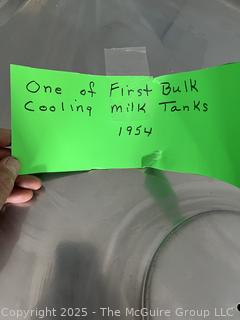 One of First Bulk
Cooling milk Tanks
1954
Copyright 2025 - The McGuire Group LLC